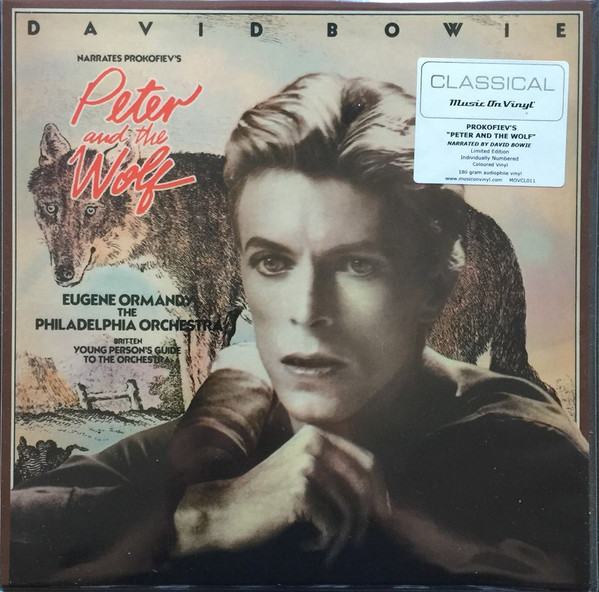 DAVID BOWIE
NARRATES PROKOFIEV'S
Peter
and the
Wolf
EUGENE ORMANDY
THE
PHILADELPHIA ORCHESTRA
BRITTEN
YOUNG PERSON'S GUIDE
TO THE ORCHESTRA
CLASSICAL
Music On Vinyl
PROKOFIEV'S
"PETER AND THE WOLF"
NARRATED BY DAVID BOWIE
Limited Edition
Individually Numbered
Coloured Vinyl
180 gram audiophile vinyl
www.musiconvinyl.com MOVCL011